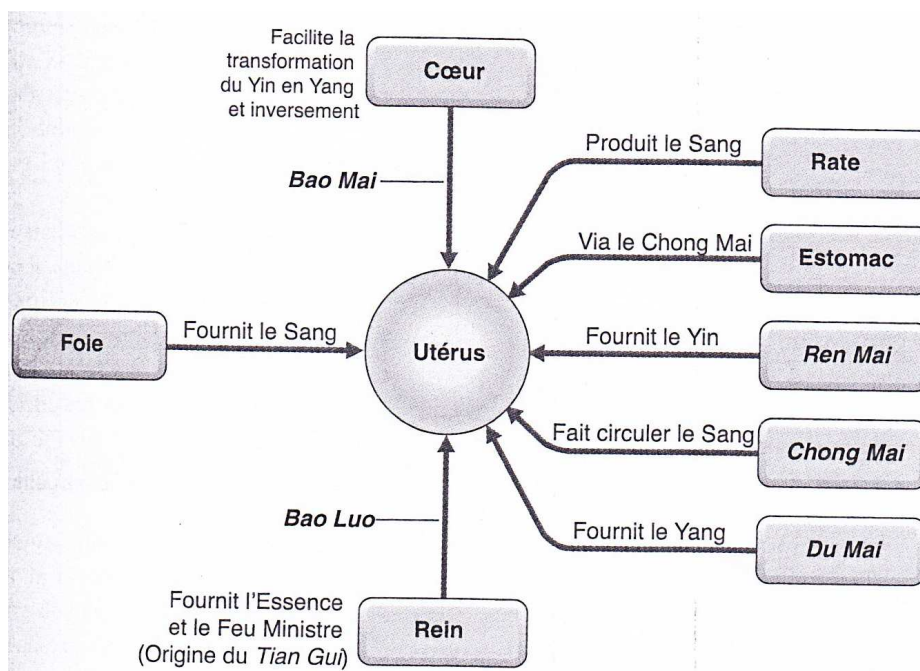 Facilite la
transformation
du Yin en Yang
et inversement
Cœur
Bao Mai
Produit le Sang
Rate
Via le Chong Mai
Estomac
Foie
Fournit le Sang
Utérus
Fournit le Yin
Ren Mai
Fait circuler le Sang
Chong Mai
Bao Luo
Fournit le Yang
Du Mai
Fournit l'Essence
et le Feu Ministre
(Origine du Tian Gui)
Rein